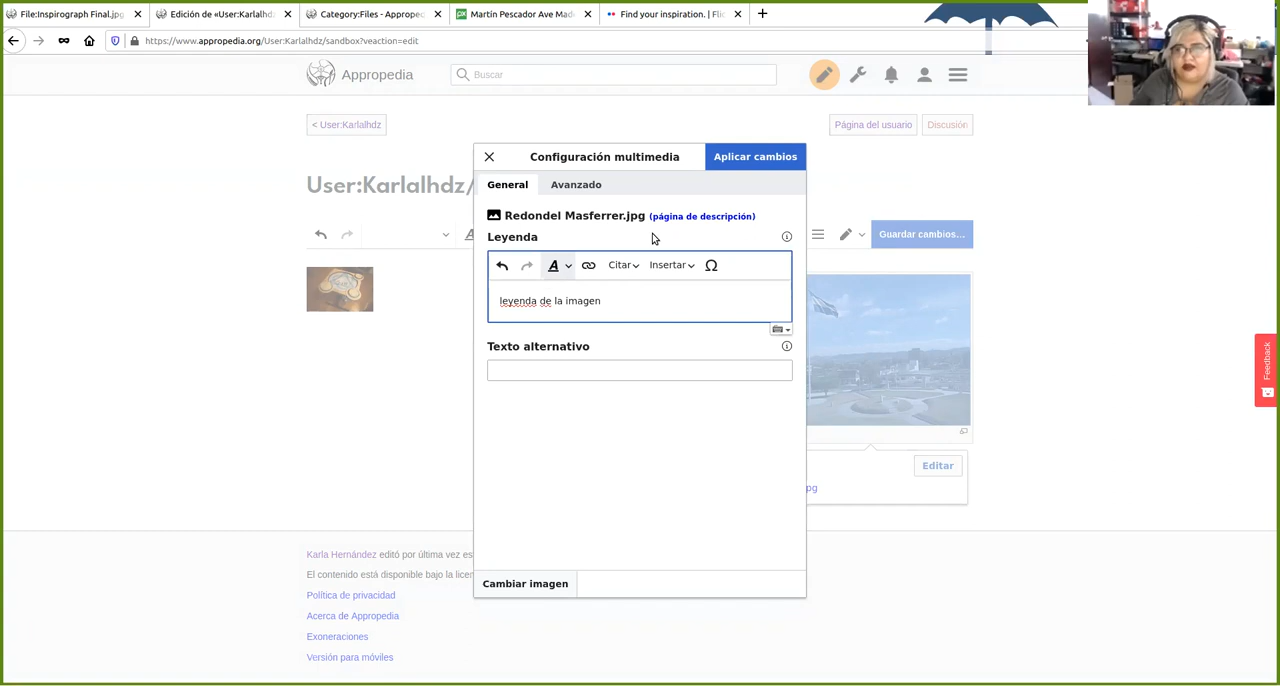 File:Inspirograph Final.jpg
Edición de «User:Karlalhd
Category:Files - Apprope
Martín Pescador Ave Mad
Find your inspiration. | Flic
https://www.appropedia.org/User:Karlalhdz/sandbox?veaction=edit
Appropedia
Buscar
< User:Karlalhdz
Página del usuario
Discusión
User:Karlalhdz/
Configuración multimedia
Aplicar cambios
General
Avanzado
Redondel Masferrer.jpg (página de descripción)
Leyenda
Citar
Insertar
Ω
Guardar cambios...
leyenda de la imagen
Texto alternativo
Editar
pg
Feedback
Karla Hernández editó por última vez es
El contenido está disponible bajo la licen
Política de privacidad
Cambiar imagen
Acerca de Appropedia
Exoneraciones
Versión para móviles